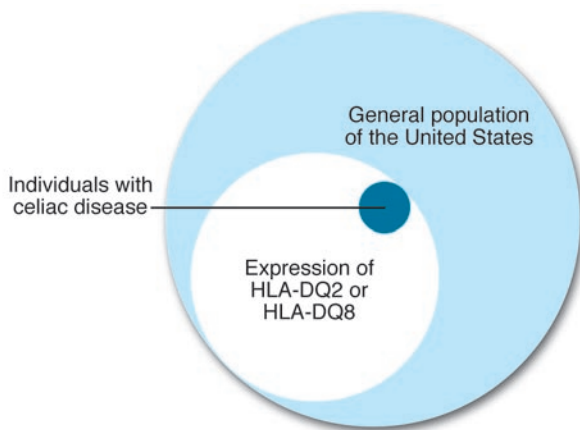 General population
of the United States
Individuals with
celiac disease
Expression of
HLA-DQ2 or
HLA-DQ8